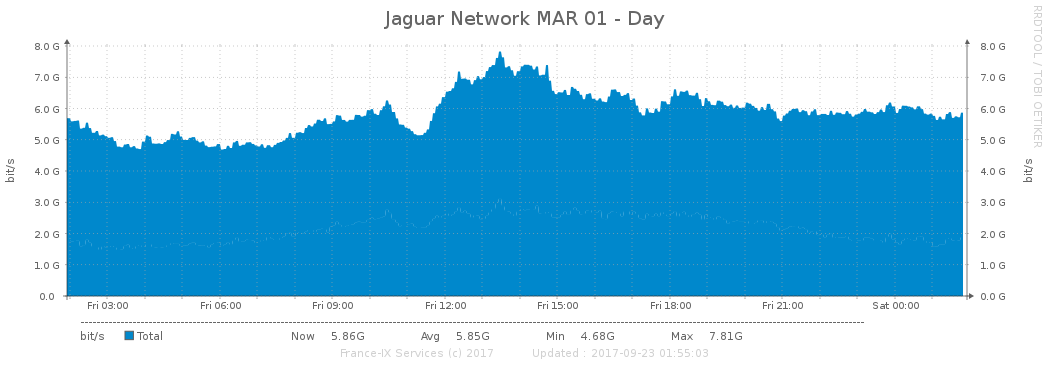 Jaguar Network MAR 01 - Day
RRDTOOL / TOBI OETIKER
8.0 G 8.0 G
7.0 G 7.0 G
6.0 G 6.0 G
5.0 G 5.0 G
4.0 G 4.0 G
3.0 G 3.0 G
2.0 G 2.0 G
1.0 G 1.0 G
0.0 0.0 G
bit/s bit/s
Fri 03:00 Fri 06:00 Fri 09:00 Fri 12:00 Fri 15:00 Fri 18:00 Fri 21:00 Sat 00:00
bit/s Total Now 5.86G Avg 5.85G Min 4.68G Max 7.81G
France-IX Services (c) 2017 Updated : 2017-09-23 01:55:03